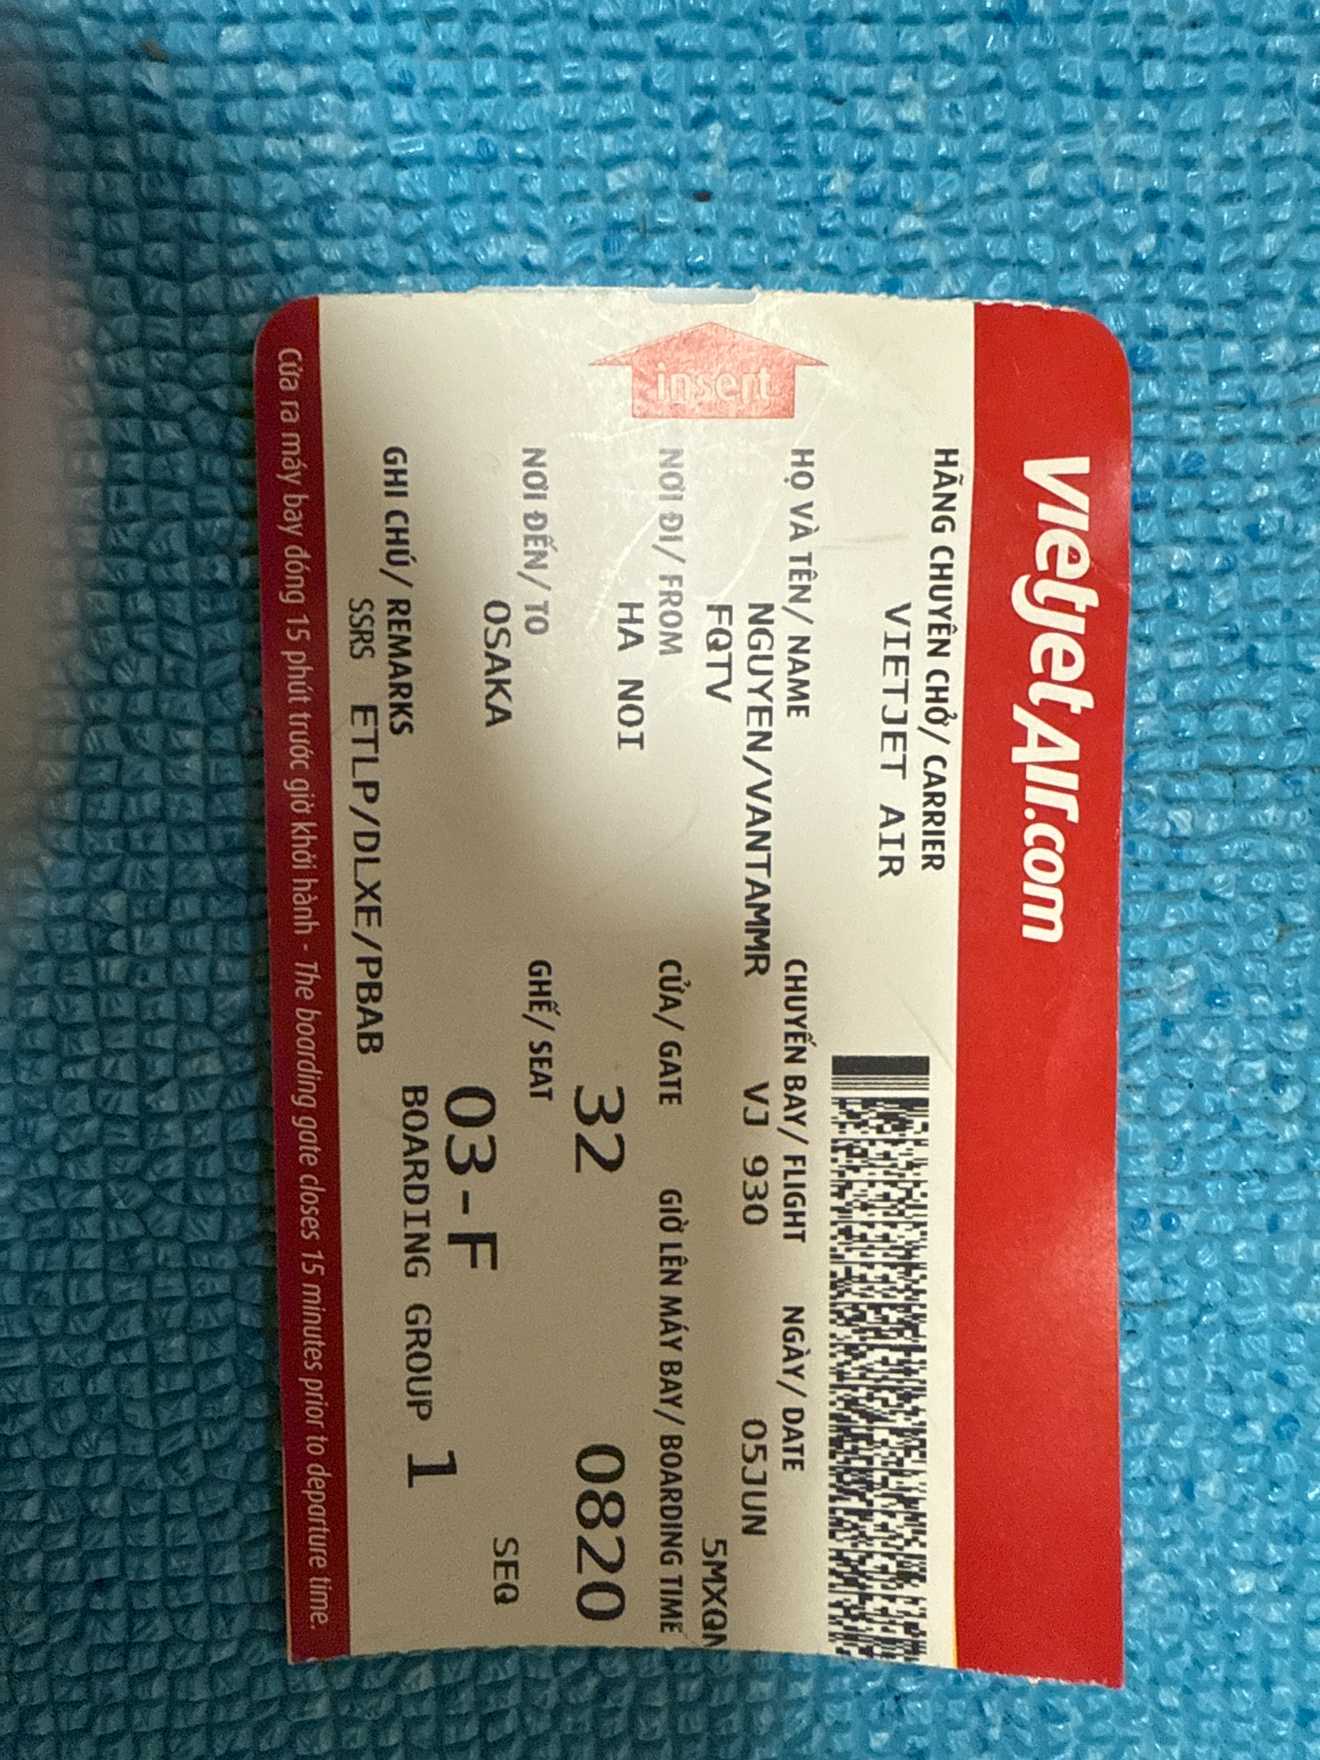 vietjetAir.com
HÃNG CHUYÊN CHỞ/ CARRIER
VIETJET AIR
insert
HỌ VÀ TÊN/ NAME
NGUYEN/VANTAMMR
FQTV
CHUYẾN BAY/ FLIGHT NGÀY/ DATE
VJ 930 05JUN
NƠI ĐI/ FROM
HA NOI
CỬA/ GATE GIỜ LÊN MÁY BAY/ BOARDING TIME
32 0820
NƠI ĐẾN/ TO
OSAKA
GHẾ/ SEAT
03-F SEQ
BOARDING GROUP 1
GHI CHÚ/ REMARKS
SSRS ETLP/DLXE/PBAB
Cửa ra máy bay đóng 15 phút trước giờ khởi hành - The boarding gate closes 15 minutes prior to departure time.